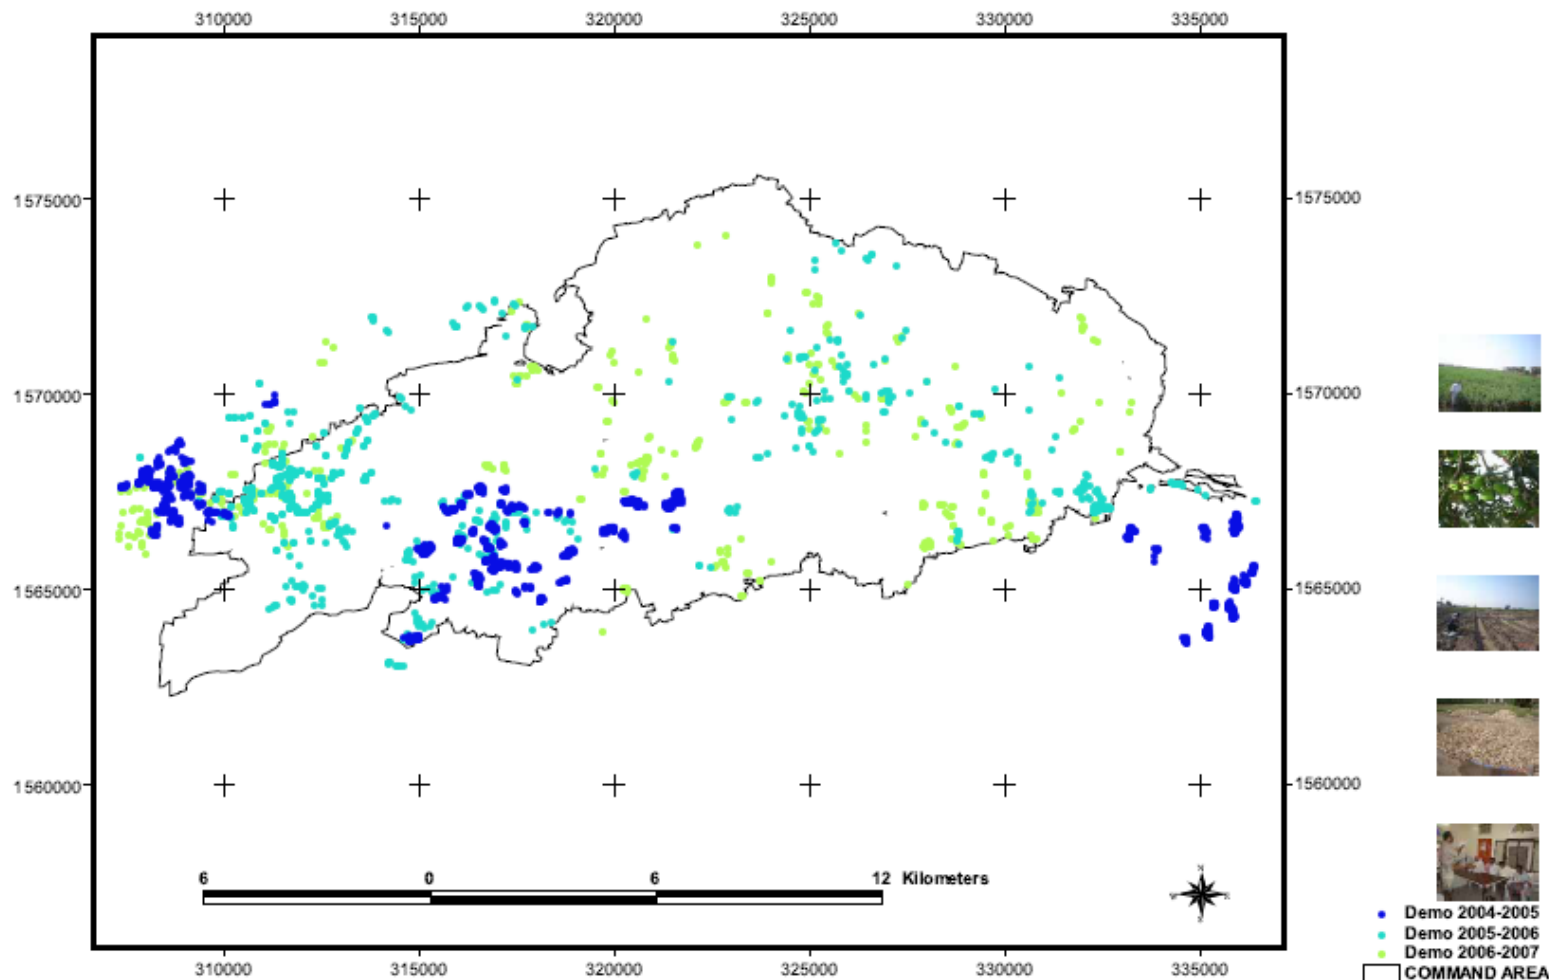 310000 315000 320000 325000 330000 335000
1575000 1575000
1570000 1570000
1565000 1565000
1560000 1560000
6 0 6 12 Kilometers
N
W E
S
310000 315000 320000 325000 330000 335000
Demo 2004-2005
Demo 2005-2006
Demo 2006-2007
COMMAND AREA